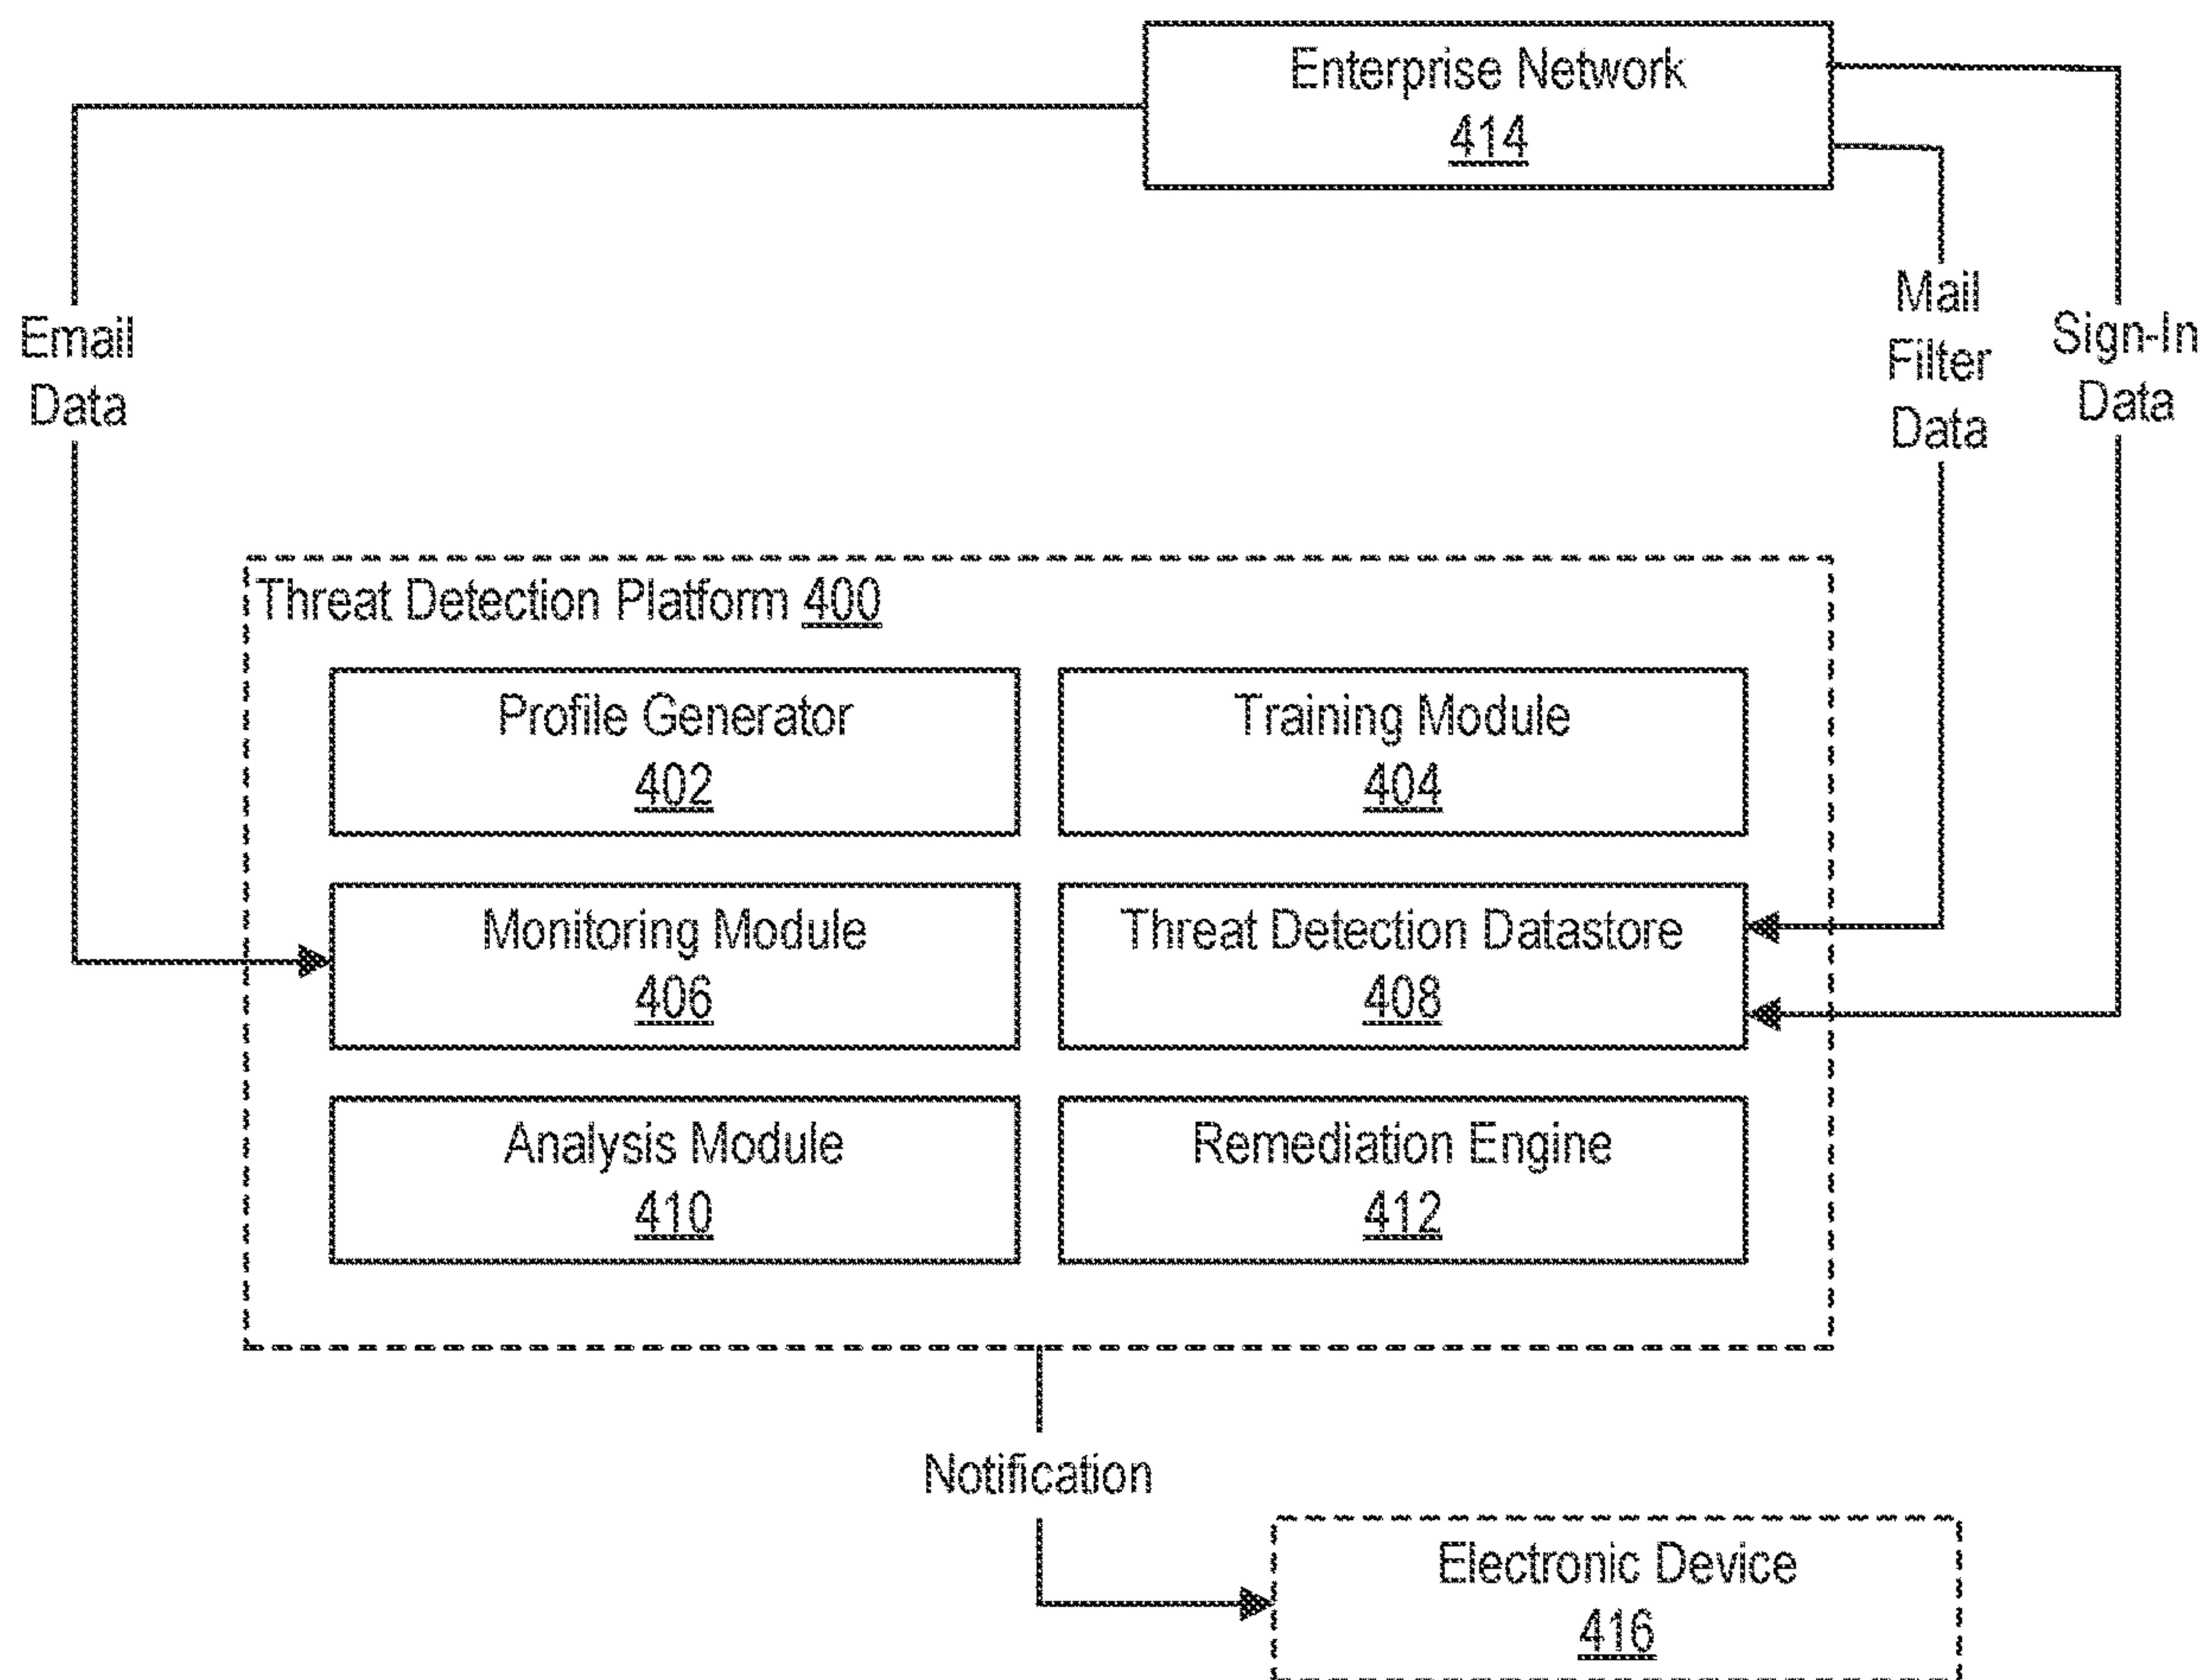 Enterprise Network
414
Email
Data
Mail
Filter
Data
Sign-In
Data
Threat Detection Platform 400
Profile Generator
402
Training Module
404
Monitoring Module
406
Threat Detection Datastore
408
Analysis Module
410
Remediation Engine
412
Notification
Electronic Device
416